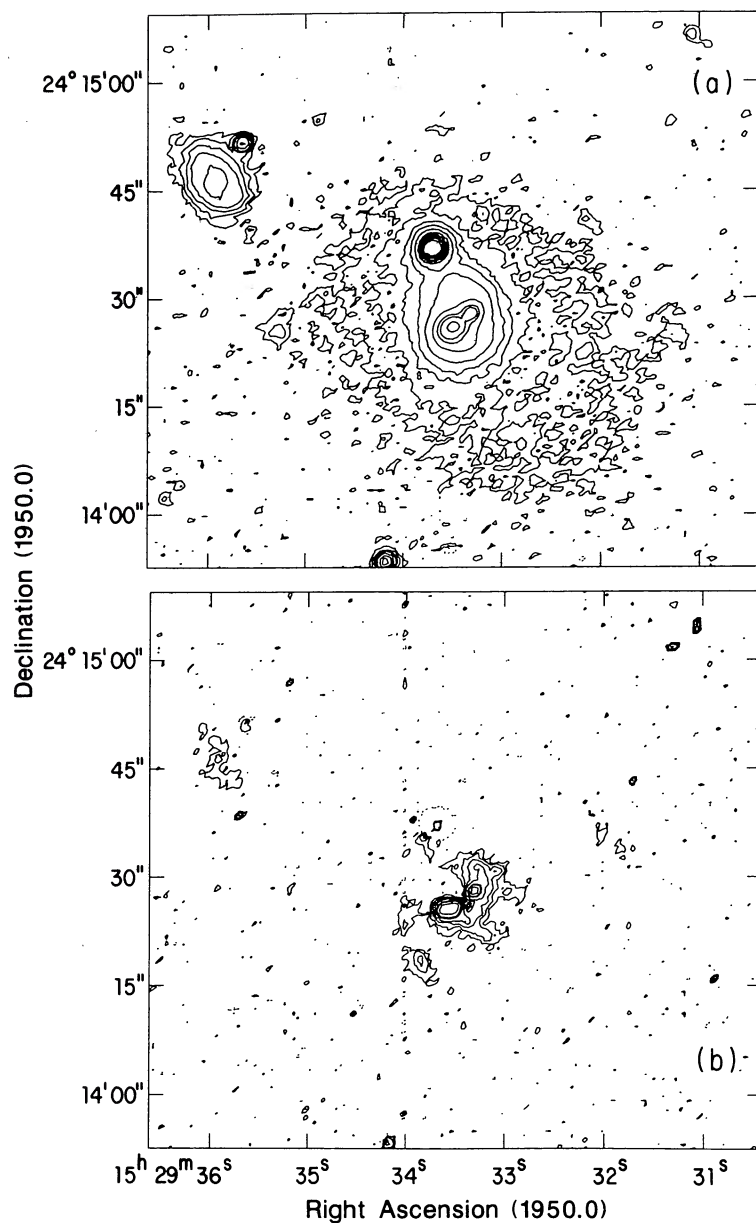 (a)
24° 15' 00"
45"
30"
15"
14' 00"
Declination (1950.0)
24° 15' 00"
45"
30"
15"
14' 00"
(b)
15ʰ 29ᵐ 36ˢ 35ˢ 34ˢ 33ˢ 32ˢ 31ˢ
Right Ascension (1950.0)